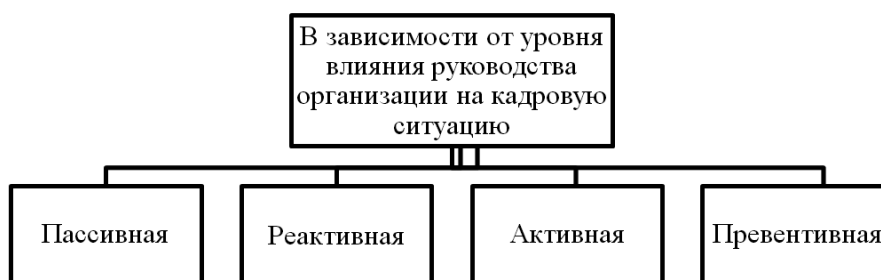 В зависимости от уровня
влияния руководства
организации на кадровую
ситуацию
Пассивная
Реактивная
Активная
Превентивная